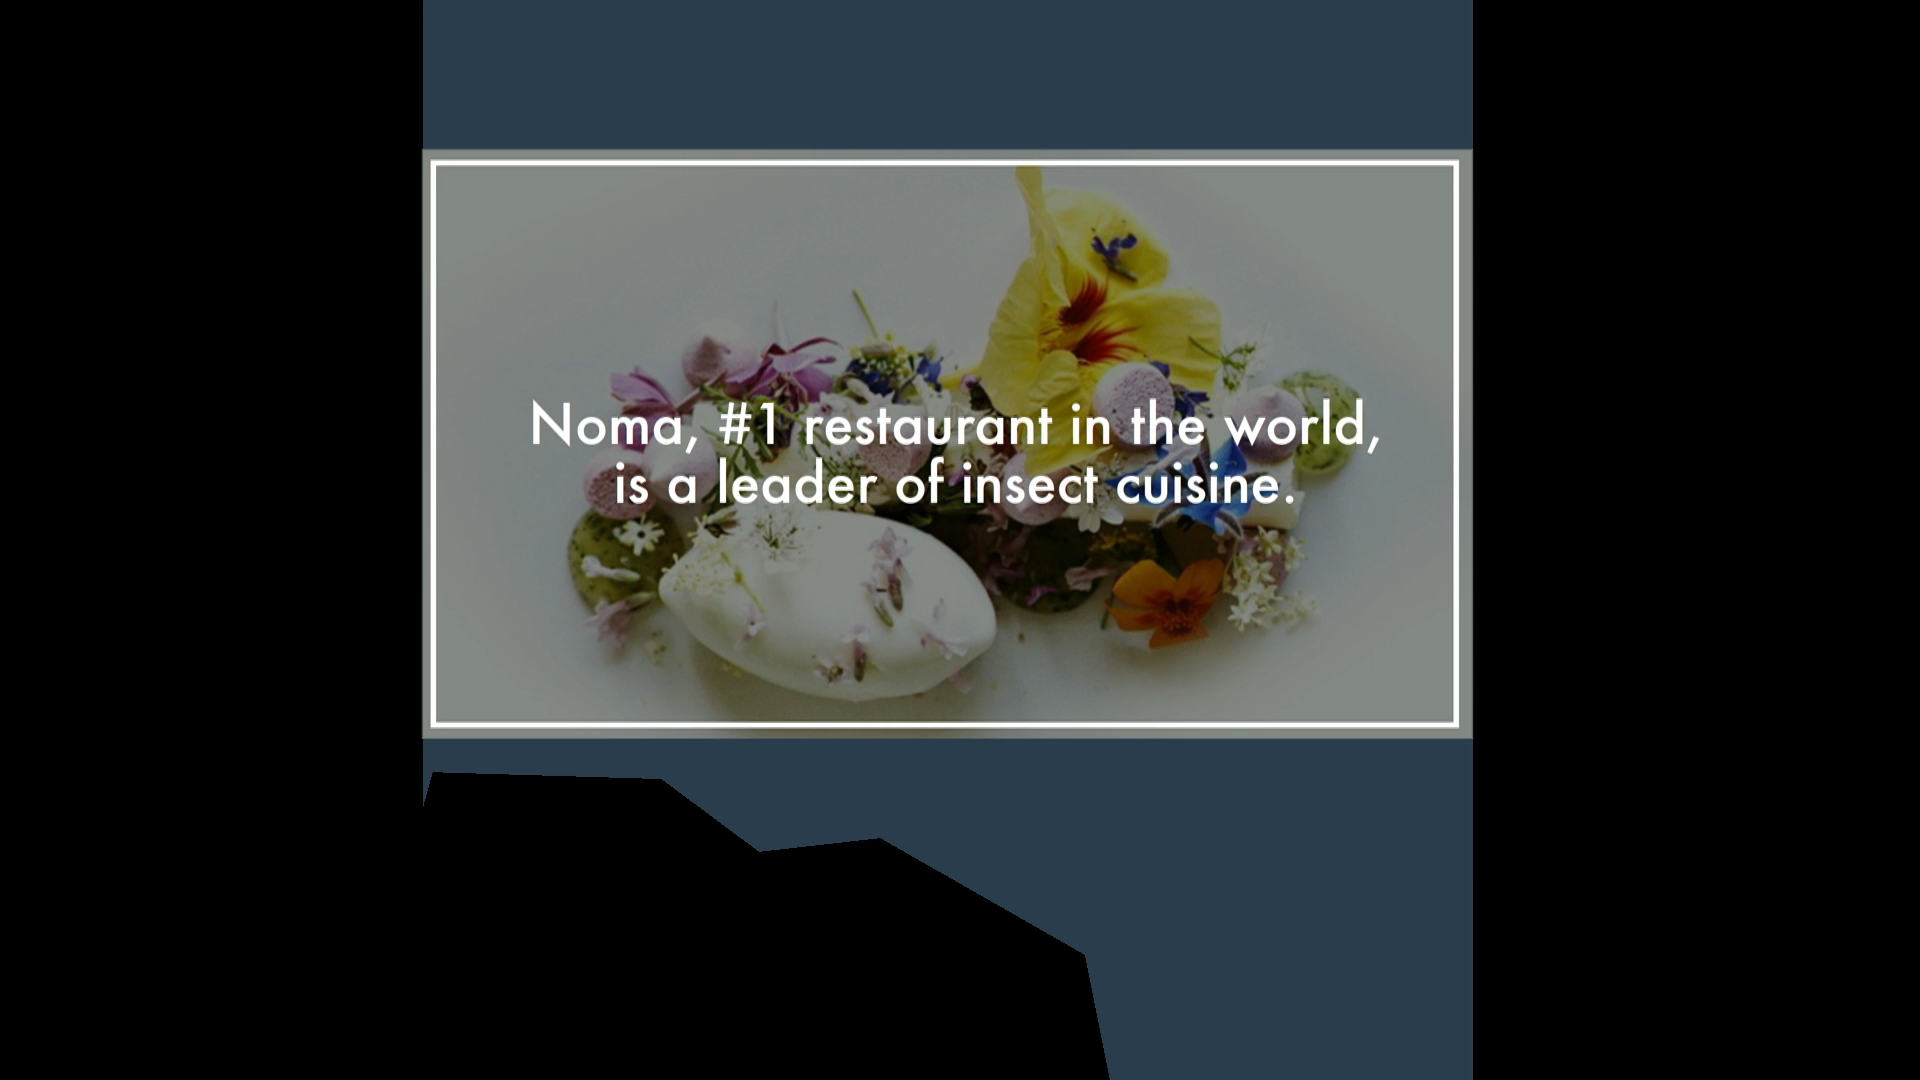 Noma, #1 restaurant in the world,
is a leader of insect cuisine.